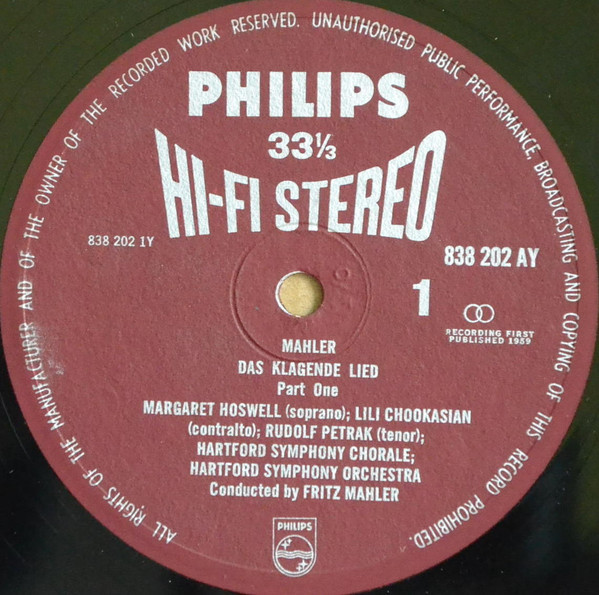 ALL RIGHTS OF THE MANUFACTURER AND OF THE OWNER OF THE RECORDED WORK RESERVED. UNAUTHORISED PUBLIC PERFORMANCE, BROADCASTING AND COPYING OF THIS RECORD PROHIBITED.
PHILIPS
33⅓
HI-FI STEREO
838 202 1Y
838 202 AY
1
RECORDING FIRST
PUBLISHED 1959
MAHLER
DAS KLAGENDE LIED
Part One
MARGARET HOSWELL (soprano); LILI CHOOKASIAN
(contralto); RUDOLF PETRAK (tenor);
HARTFORD SYMPHONY CHORALE;
HARTFORD SYMPHONY ORCHESTRA
Conducted by FRITZ MAHLER
PHILIPS